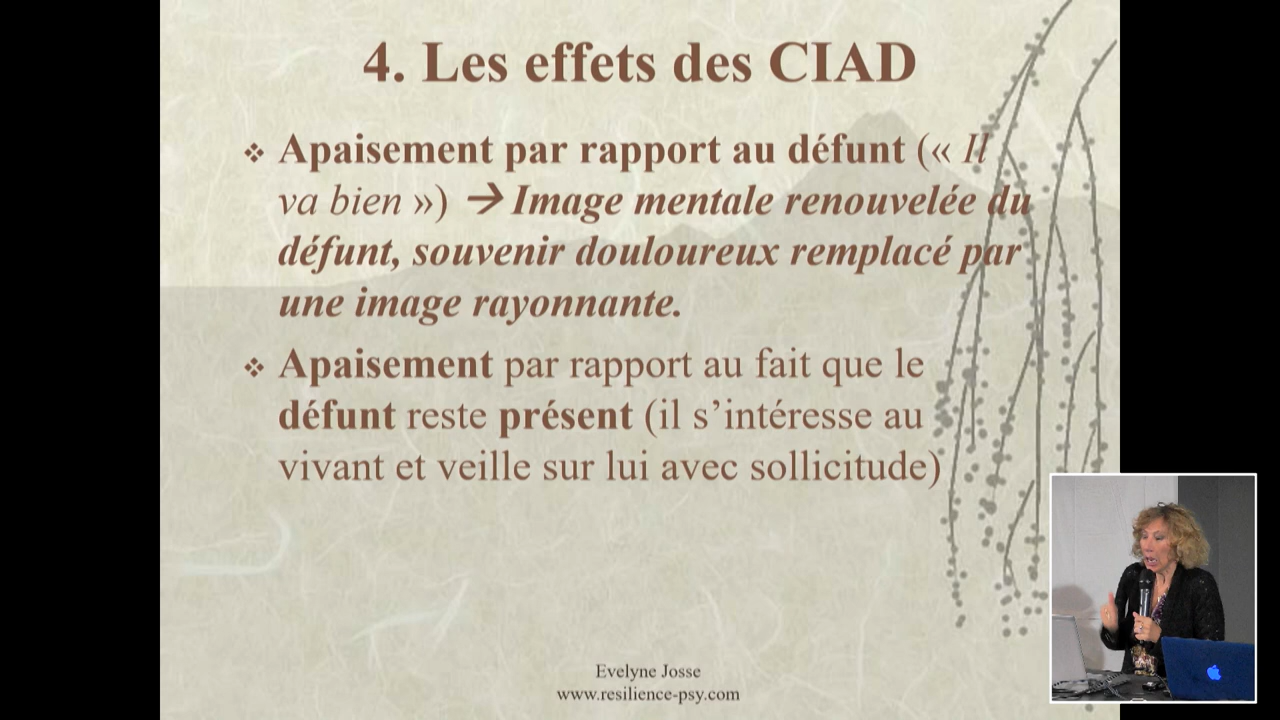 4. Les effets des CIAD
❖ Apaisement par rapport au défunt (« Il
va bien ») → Image mentale renouvelée du
défunt, souvenir douloureux remplacé par
une image rayonnante.
❖ Apaisement par rapport au fait que le
défunt reste présent (il s’intéresse au
vivant et veille sur lui avec sollicitude)
Evelyne Josse
www.resilience-psy.com